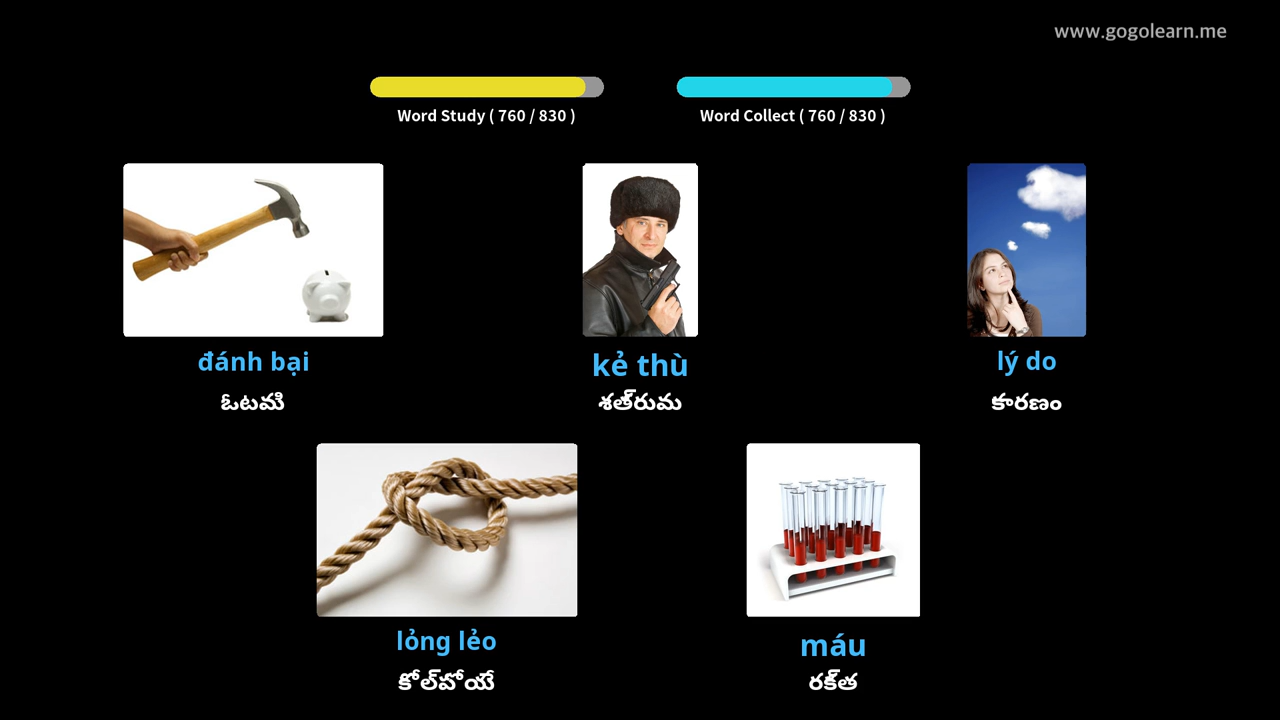 www.gogolearn.me
Word Study ( 760 / 830 )
Word Collect ( 760 / 830 )
đánh bại
ఓటమి
kẻ thù
శత్‌రుమ
lý do
కారణం
lỏng lẻo
కోల్‌పోయే
máu
రక్‌త